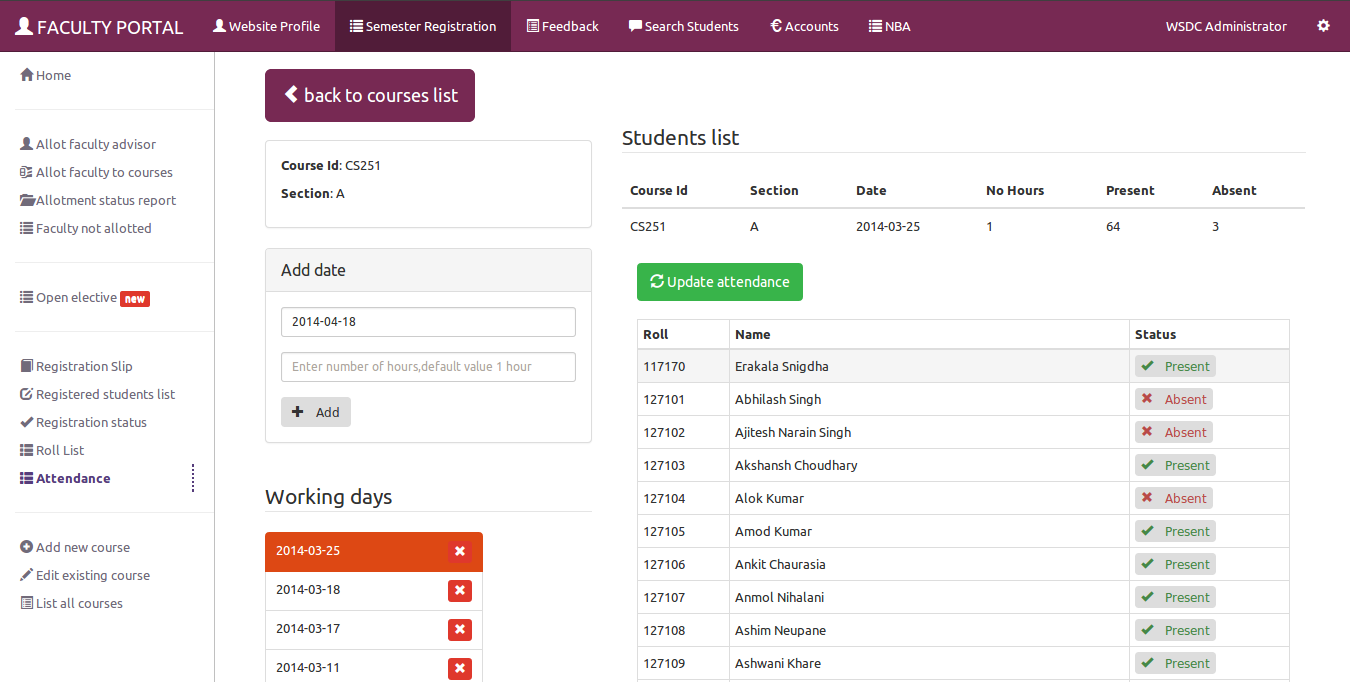 FACULTY PORTAL Website Profile Semester Registration Feedback Search Students Accounts NBA WSDC Administrator
Home
Allot faculty advisor
Allot faculty to courses
Allotment status report
Faculty not allotted
Open elective new
Registration Slip
Registered students list
Registration status
Roll List
Attendance
Add new course
Edit existing course
List all courses
back to courses list
Course Id: CS251
Section: A
Add date
2014-04-18
Enter number of hours,default value 1 hour
Add
Working days
2014-03-25
2014-03-18
2014-03-17
2014-03-11
Students list
Course Id Section Date No Hours Present Absent
CS251 A 2014-03-25 1 64 3
Update attendance
Roll Name Status
117170 Erakala Snigdha Present
127101 Abhilash Singh Absent
127102 Ajitesh Narain Singh Absent
127103 Akshansh Choudhary Present
127104 Alok Kumar Absent
127105 Amod Kumar Present
127106 Ankit Chaurasia Present
127107 Anmol Nihalani Present
127108 Ashim Neupane Present
127109 Ashwani Khare Present